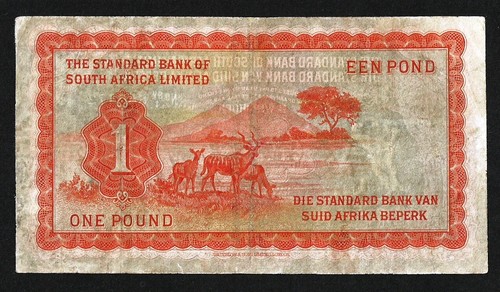 THE STANDARD BANK OF
SOUTH AFRICA LIMITED
EEN POND
1
ONE POUND
DIE STANDARD BANK VAN
SUID AFRIKA BEPERK